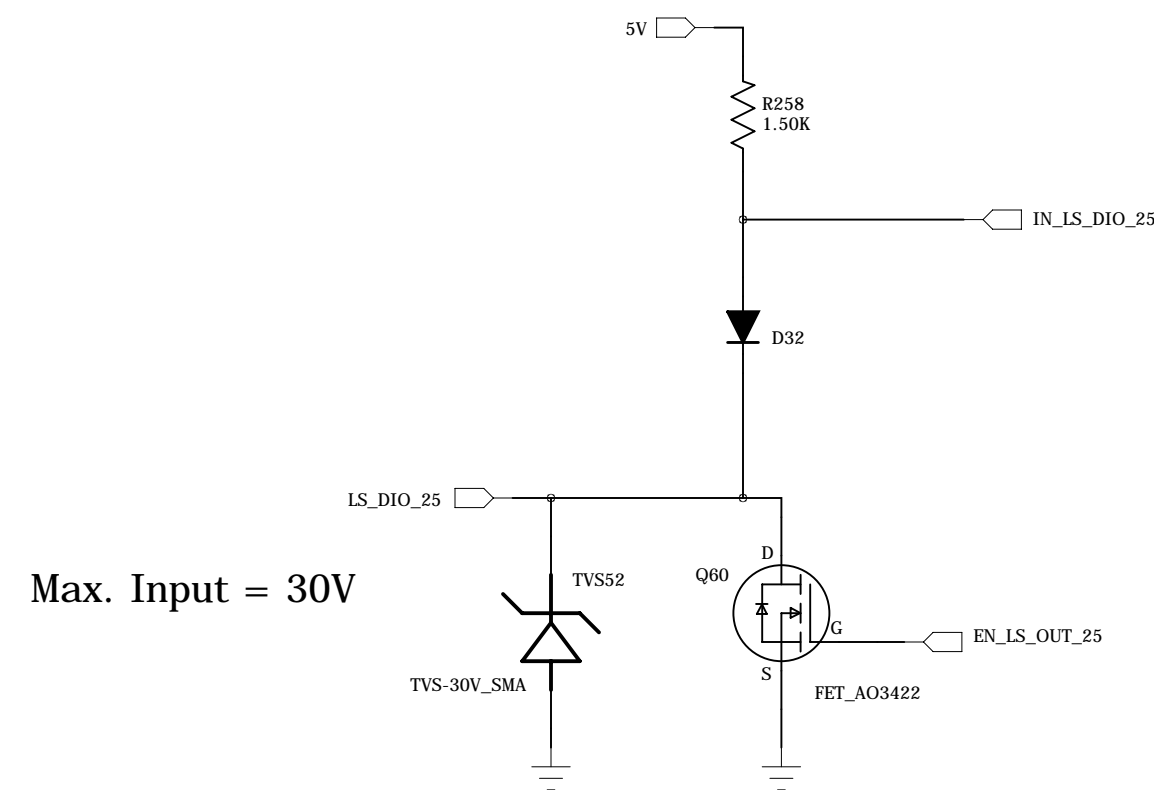 5V
R258
1.50K
IN_LS_DIO_25
D32
LS_DIO_25
D
Q60
TVS52
Max. Input = 30V
G
EN_LS_OUT_25
S
TVS-30V_SMA
FET_AO3422